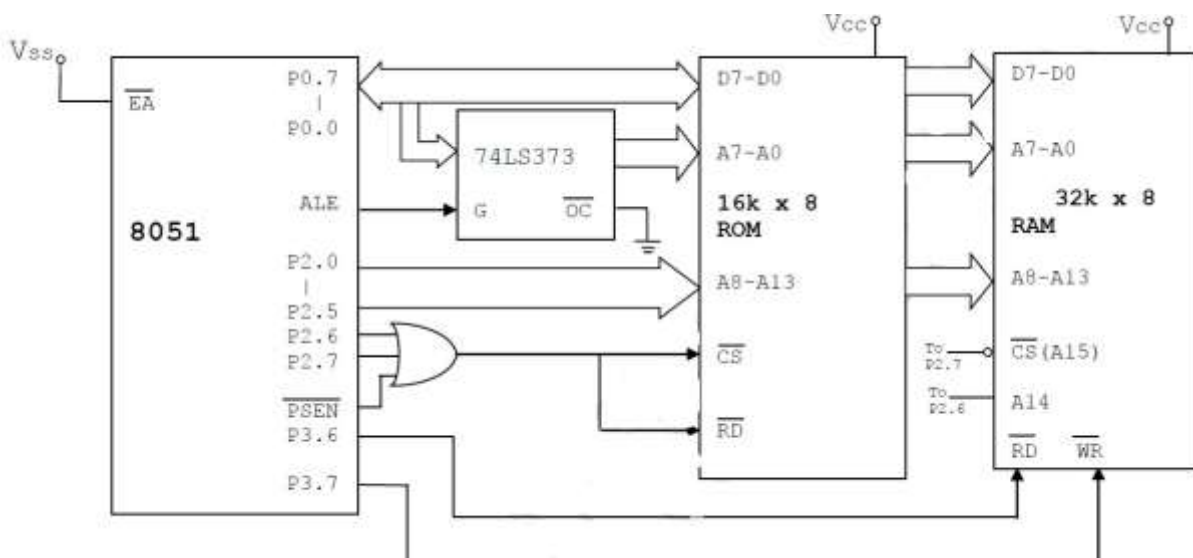 Vss
EA
8051
P0.7
|
P0.0
ALE
P2.0
|
P2.5
P2.6
P2.7
PSEN
P3.6
P3.7
74LS373
G OC
Vcc
D7-D0
A7-A0
16k x 8
ROM
A8-A13
CS
RD
Vcc
D7-D0
A7-A0
32k x 8
RAM
A8-A13
To
P2.7
CS(A15)
To
P2.6
A14
RD WR